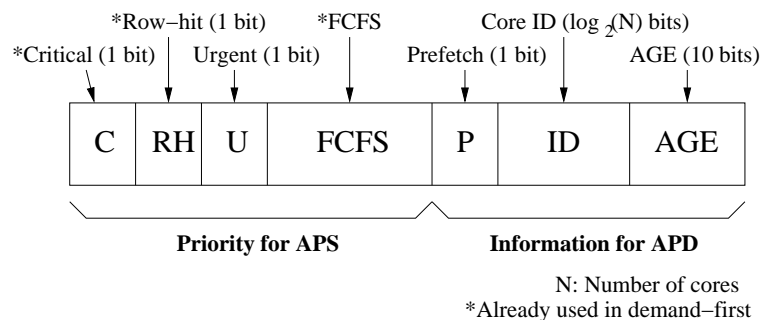 *Row−hit (1 bit) *FCFS Core ID (log 2(N) bits)
*Critical (1 bit) Urgent (1 bit) Prefetch (1 bit) AGE (10 bits)
C RH U FCFS P ID AGE
Priority for APS Information for APD
N: Number of cores
*Already used in demand−first